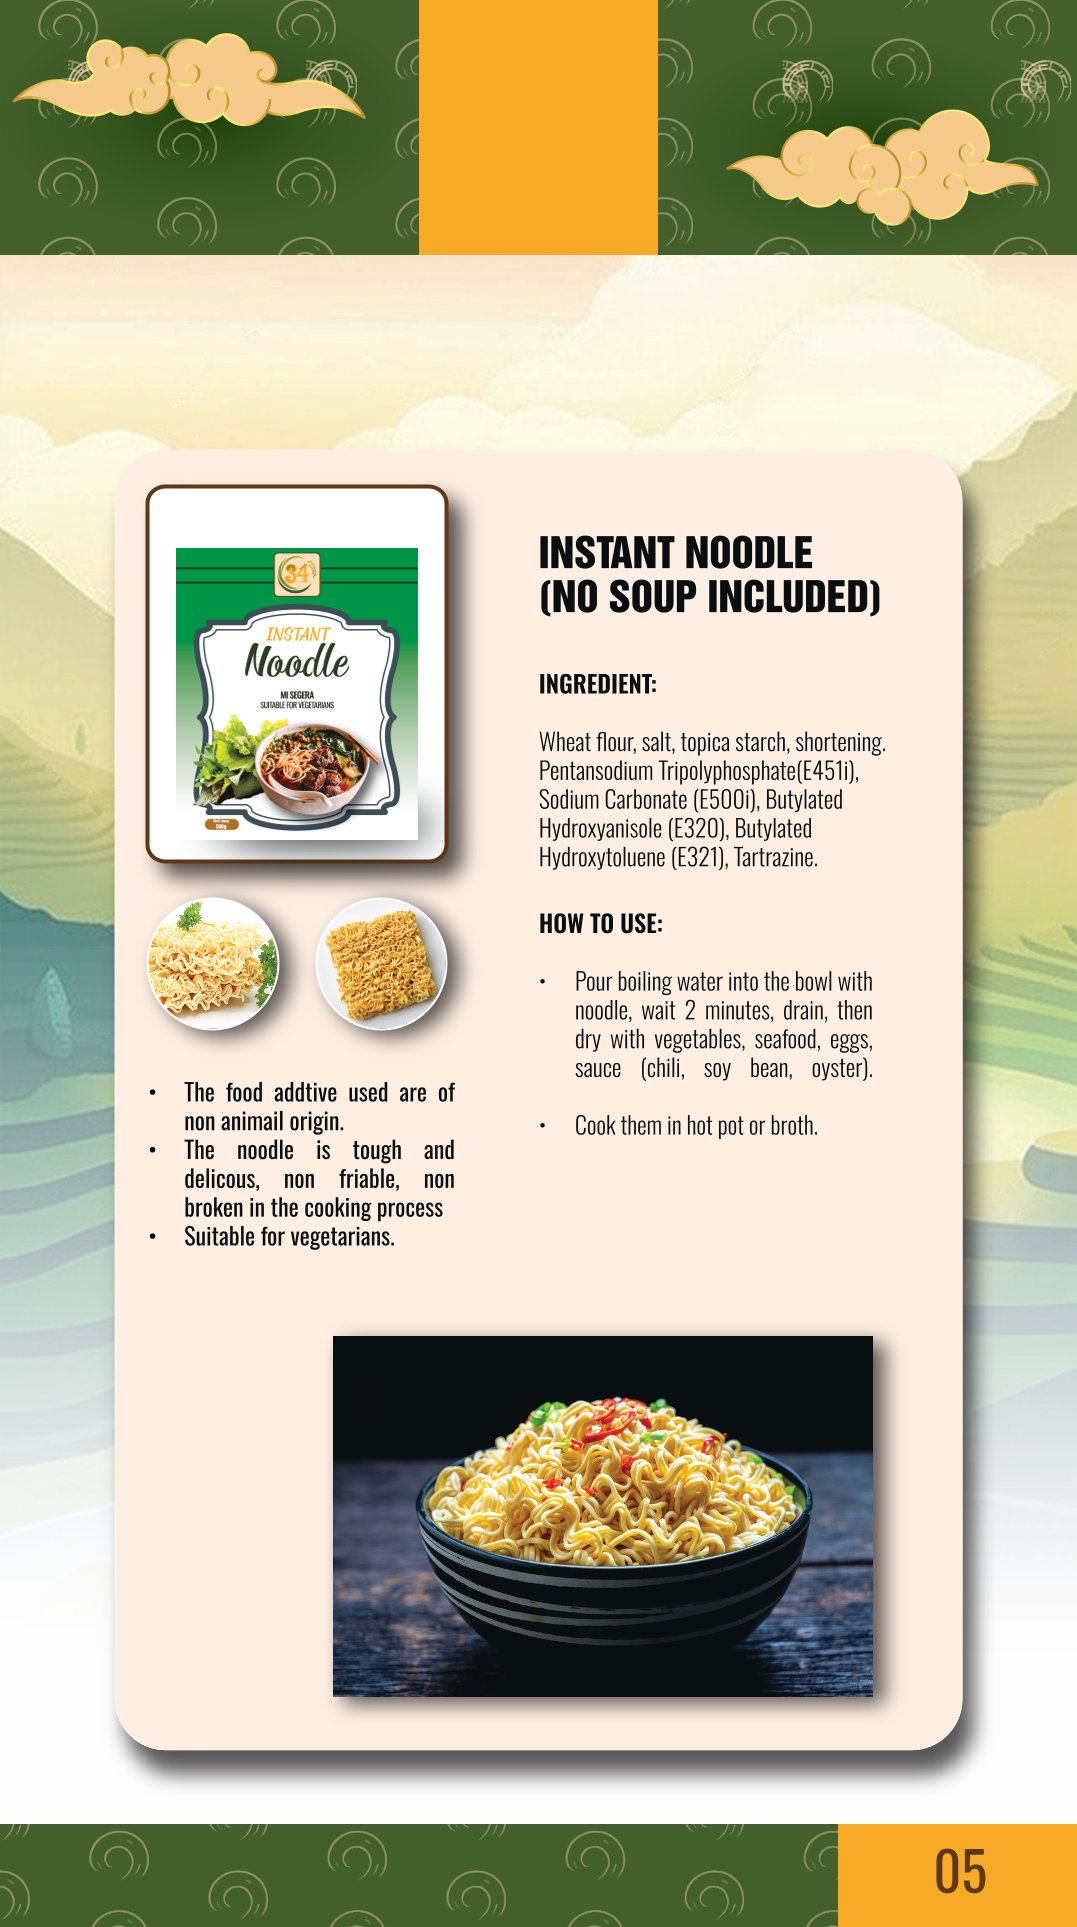 34
INSTANT
Noodle
MI SEGERA
SUITABLE FOR VEGETARIANS
500g
The food addtive used are of
non animail origin.
The noodle is tough and
delicous, non friable, non
broken in the cooking process
Suitable for vegetarians.
INSTANT NOODLE
(NO SOUP INCLUDED)
INGREDIENT:
Wheat flour, salt, topica starch, shortening.
Pentansodium Tripolyphosphate(E451i),
Sodium Carbonate (E500i), Butylated
Hydroxyanisole (E320), Butylated
Hydroxytoluene (E321), Tartrazine.
HOW TO USE:
Pour boiling water into the bowl with
noodle, wait 2 minutes, drain, then
dry with vegetables, seafood, eggs,
sauce (chili, soy bean, oyster).
Cook them in hot pot or broth.
05